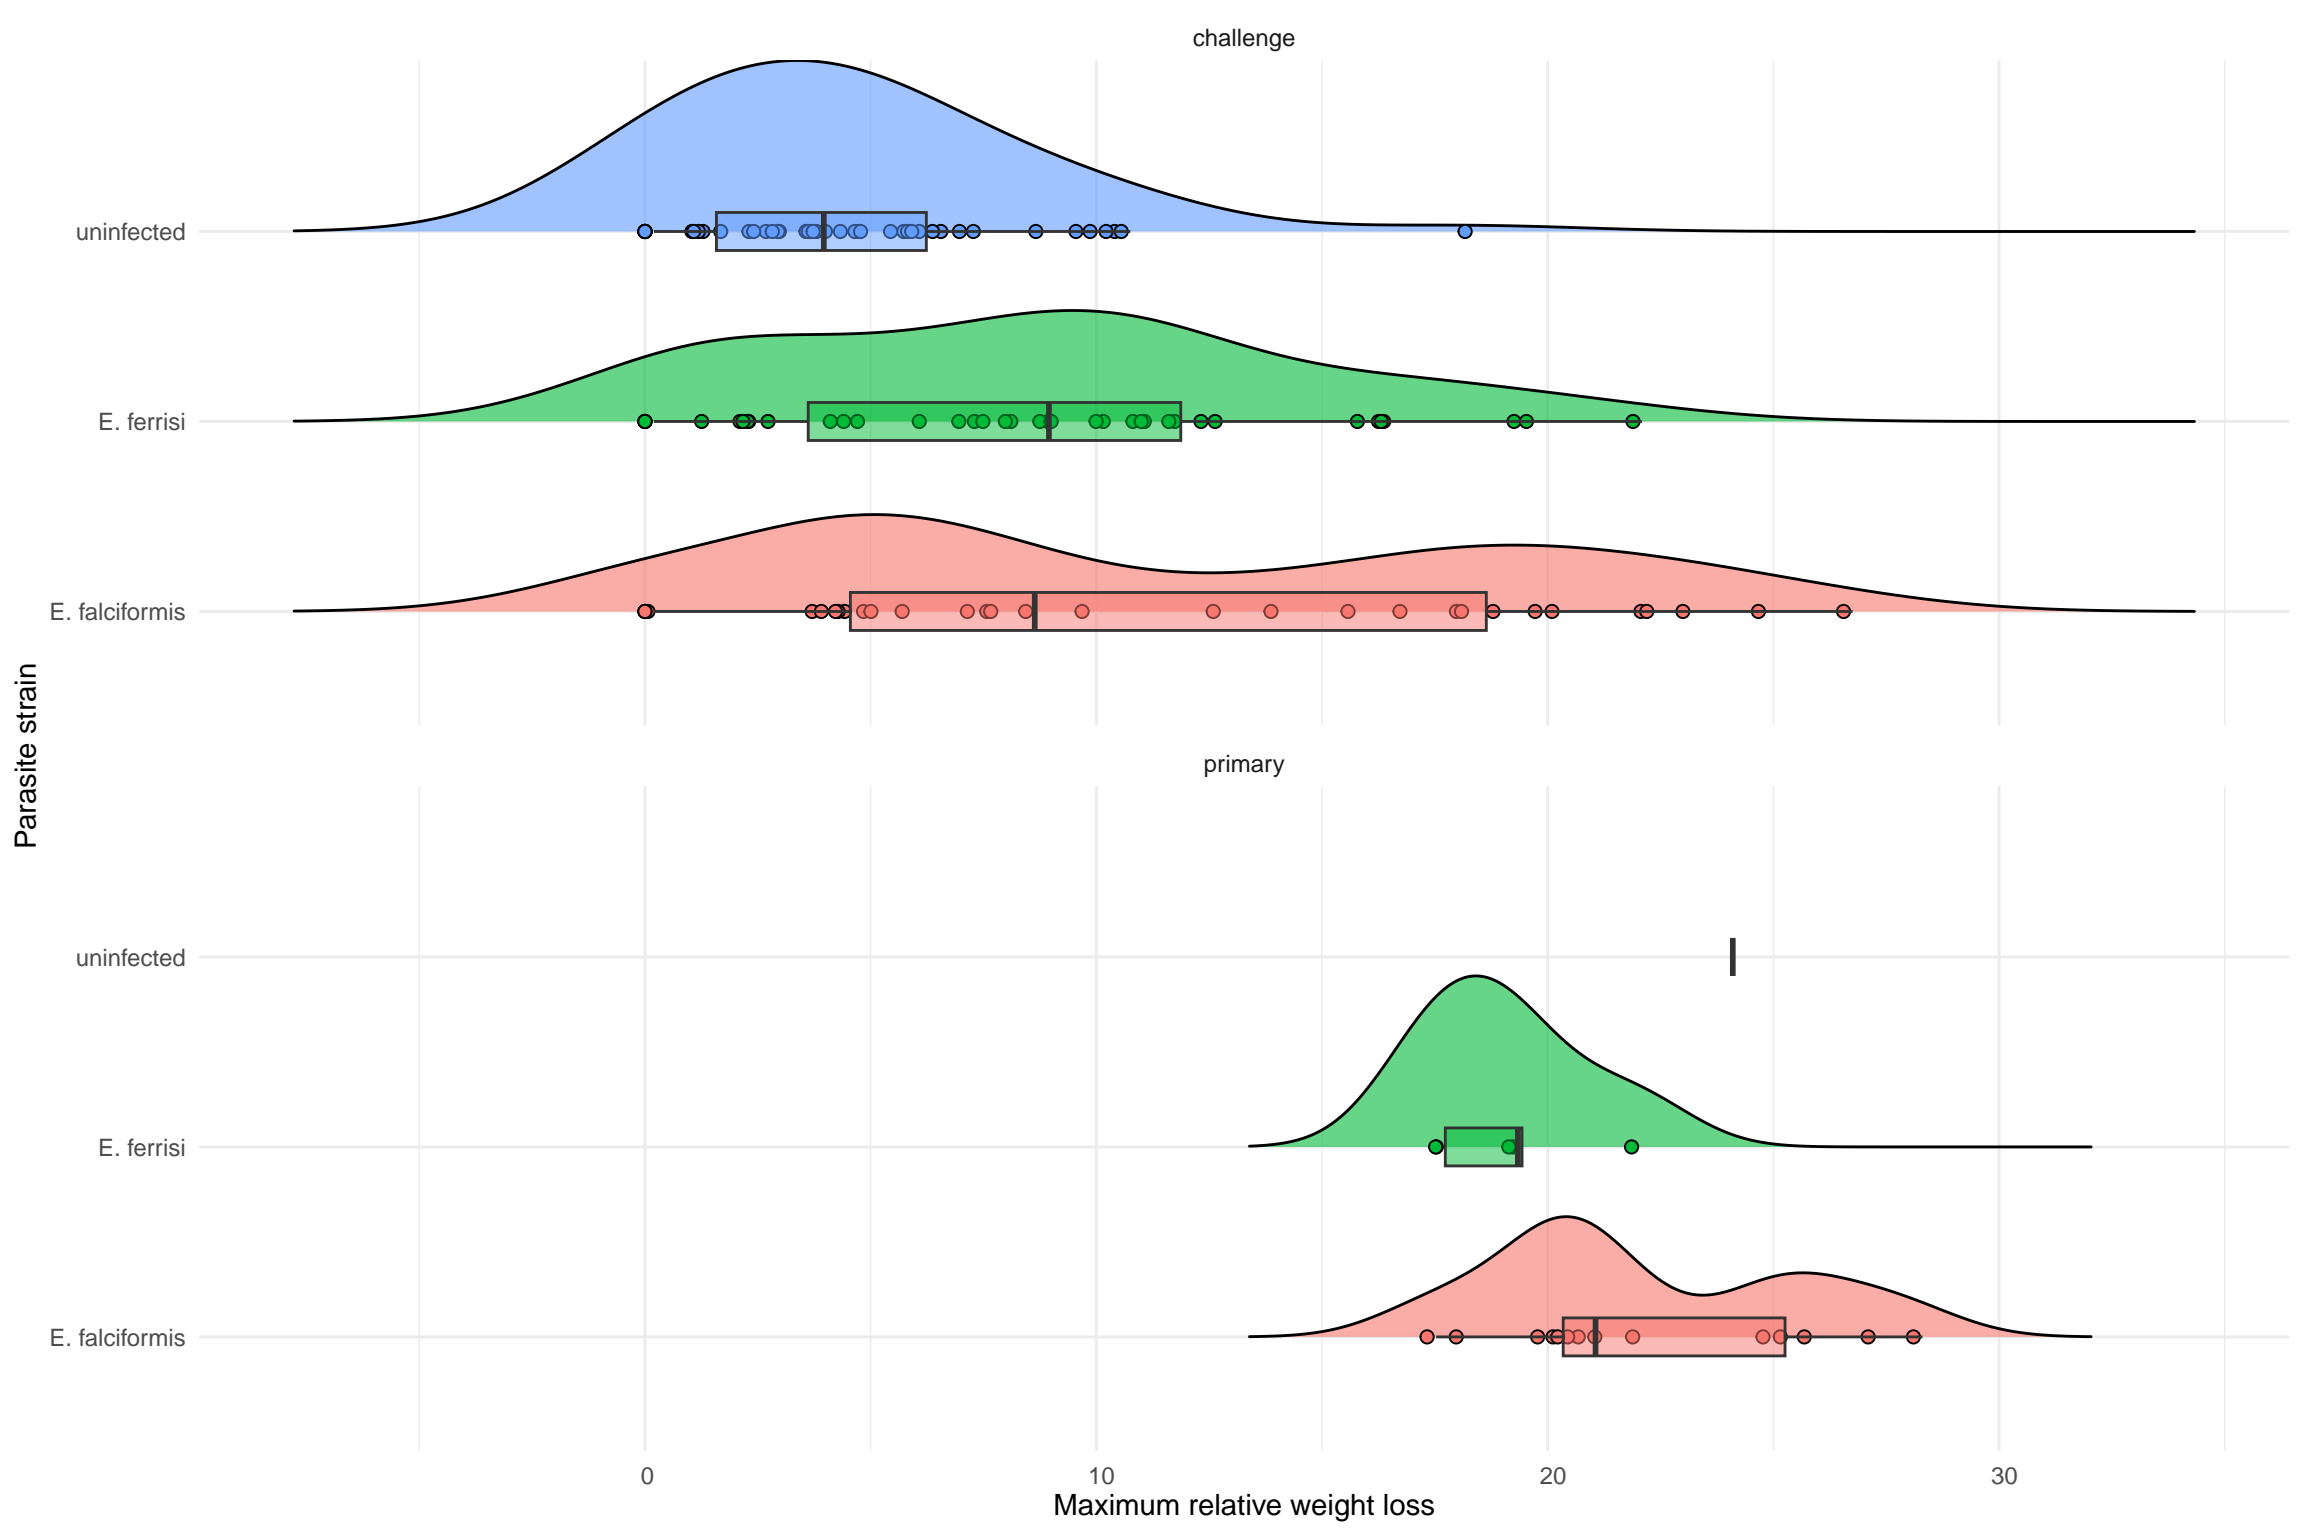 challenge
uninfected
E. ferrisi
E. falciformis
Parasite strain
primary
uninfected
E. ferrisi
E. falciformis
0 10 20 30
Maximum relative weight loss